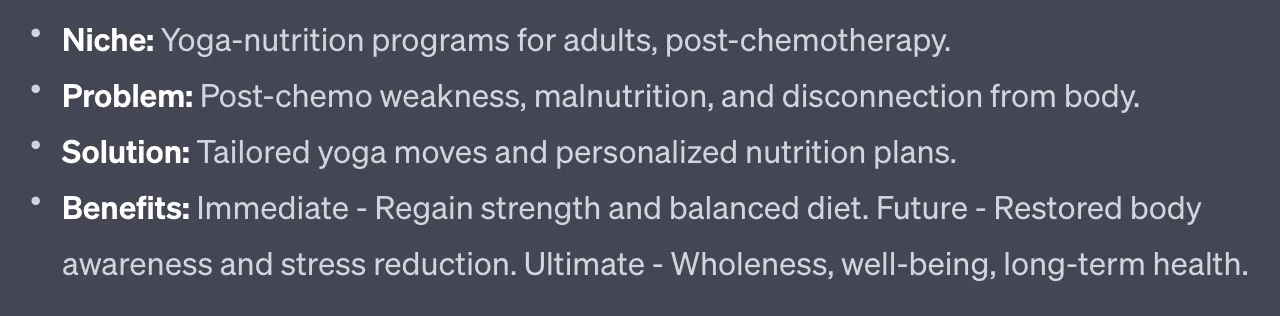 • Niche: Yoga-nutrition programs for adults, post-chemotherapy.
• Problem: Post-chemo weakness, malnutrition, and disconnection from body.
• Solution: Tailored yoga moves and personalized nutrition plans.
• Benefits: Immediate - Regain strength and balanced diet. Future - Restored body
awareness and stress reduction. Ultimate - Wholeness, well-being, long-term health.